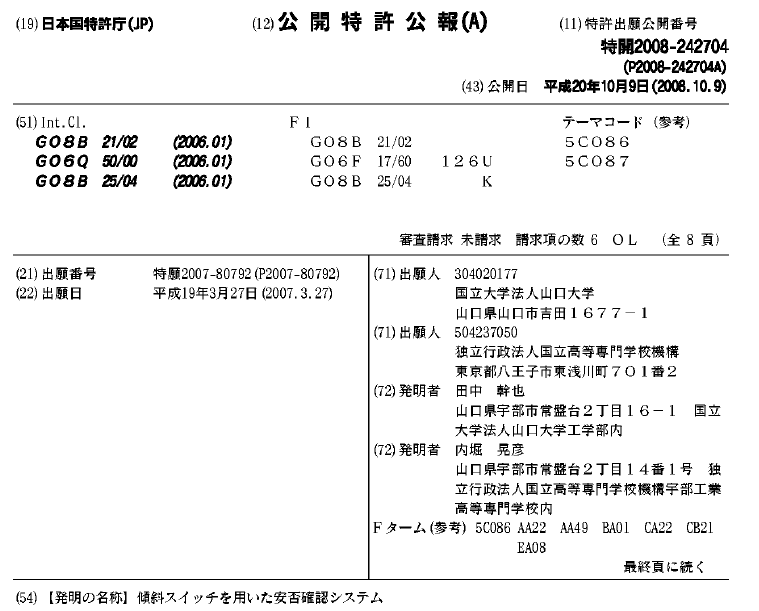 (19) 日本国特許庁(JP) (12) 公開特許公報(A) (11) 特許出願公開番号
特開2008-242704
(P2008-242704A)
(43) 公開日 平成20年10月9日(2008.10.9)
(51) Int.Cl. FI テーマコード (参考)
G08B 21/02 (2006.01) G08B 21/02 5C086
G06Q 50/00 (2006.01) G06F 17/60 126U 5C087
G08B 25/04 (2006.01) G08B 25/04 K
審査請求 未請求 請求項の数 6 OL (全 8 頁)
(21) 出願番号 特願2007-80792 (P2007-80792)
(22) 出願日 平成19年3月27日 (2007.3.27)
(71) 出願人 304020177
国立大学法人山口大学
山口県山口市吉田1677-1
(71) 出願人 504237050
独立行政法人国立高等専門学校機構
東京都八王子市東浅川町701番2
(72) 発明者 田中 幹也
山口県宇部市常盤台2丁目16-1 国立
大学法人山口大学工学部内
(72) 発明者 内堀 晃彦
山口県宇部市常盤台2丁目14番1号 独
立行政法人国立高等専門学校機構宇部工業
高等専門学校内
Fターム(参考) 5C086 AA22 AA49 BA01 CA22 CB21
EA08
最終頁に続く
(54) 【発明の名称】傾斜スイッチを用いた安否確認システム